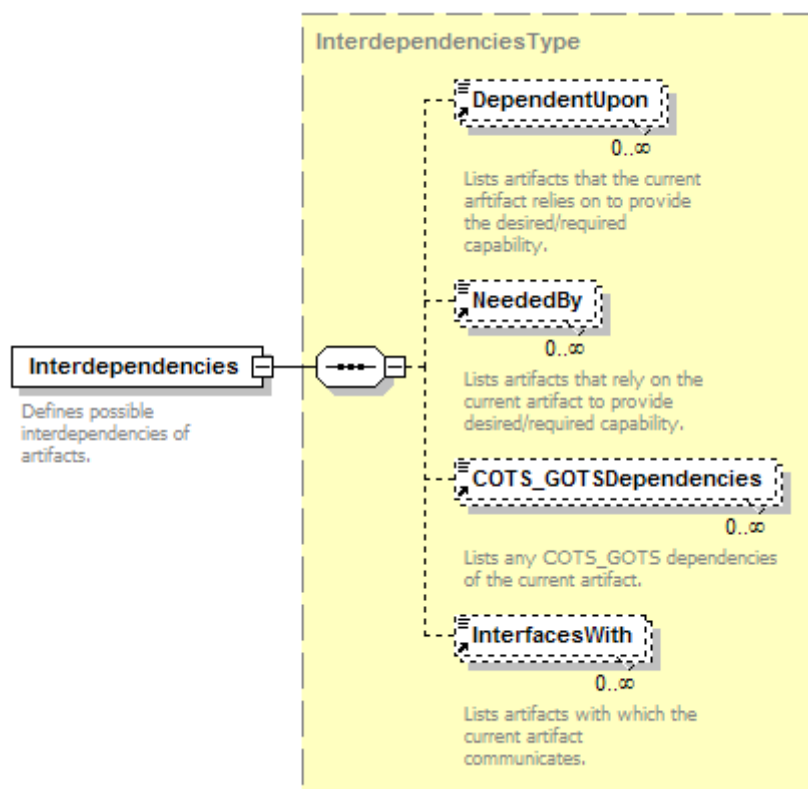 InterdependenciesType
DependentUpon
0..∞
Lists artifacts that the current
arftifact relies on to provide
the desired/required
capability.
NeededBy
0..∞
Lists artifacts that rely on the
current artifact to provide
desired/required capability.
Interdependencies
Defines possible
interdependencies of
artifacts.
COTS_GOTSDependencies
0..∞
Lists any COTS_GOTS dependencies
of the current artifact.
InterfacesWith
0..∞
Lists artifacts with which the
current artifact
communicates.